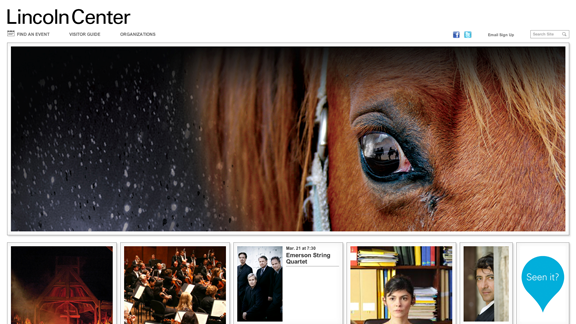 Lincoln Center
FIND AN EVENT VISITOR GUIDE ORGANIZATIONS Email Sign Up Search Site
Mar. 21 at 7:30
Emerson String
Quartet
Seen it?